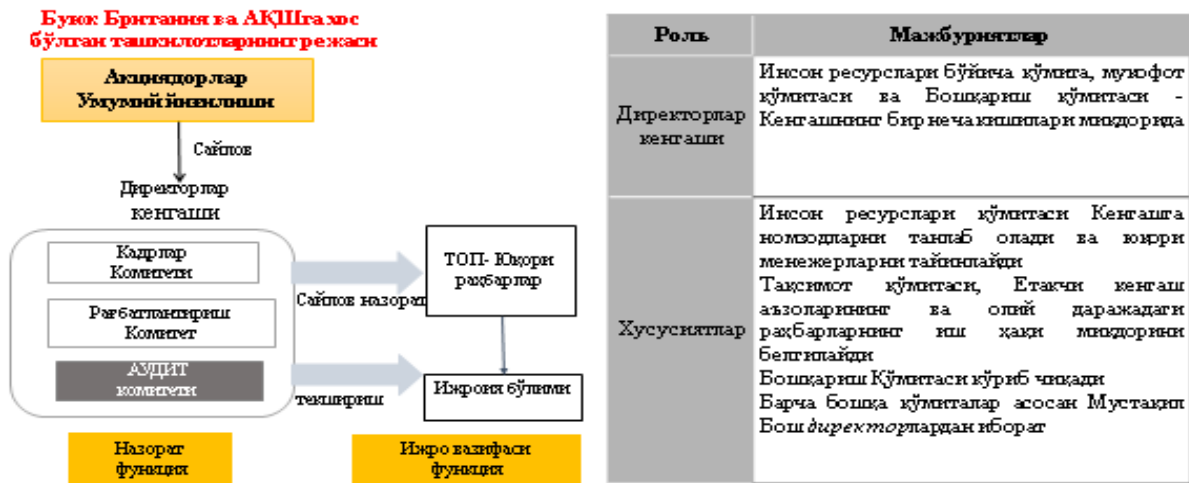 Буюк Британия ва АҚШга хос
бўлган ташкилотларининг режаси
Акциядорлар
Умумий йиғилиши
Сайлов
Директорлар
кенгаши
Кадрлар
Комитети
Рағбатлантириш
Комитет
АУДИТ
комитети
Сайлов назорат
текшириш
ТОП- Юқори
раҳбарлар
Ижроия бўлими
Назорат
функция
Ижро вазифаси
функция
Роль
Мажбуриятлар
Директорлар
кенгаши
Инсон ресурслари бўйича қўмита, мукофот
қўмитаси ва Бошқариш қўмитаси -
Кенгашнинг бир неча кишилари миқдорида
Хусусиятлар
Инсон ресурслари қўмитаси Кенгашга
номзодларни танлаб олади ва юқори
менежерларни тайинлайди
Тақсимот қўмитаси, Етакчи кенгаш
аъзоларининг ва олий даражадаги
раҳбарларнинг иш ҳақи миқдорини
белгилайди
Бошқариш Қўмитаси кўриб чиқади
Барча бошқа қўмиталар асосан Мустақил
Бош директорлардан иборат